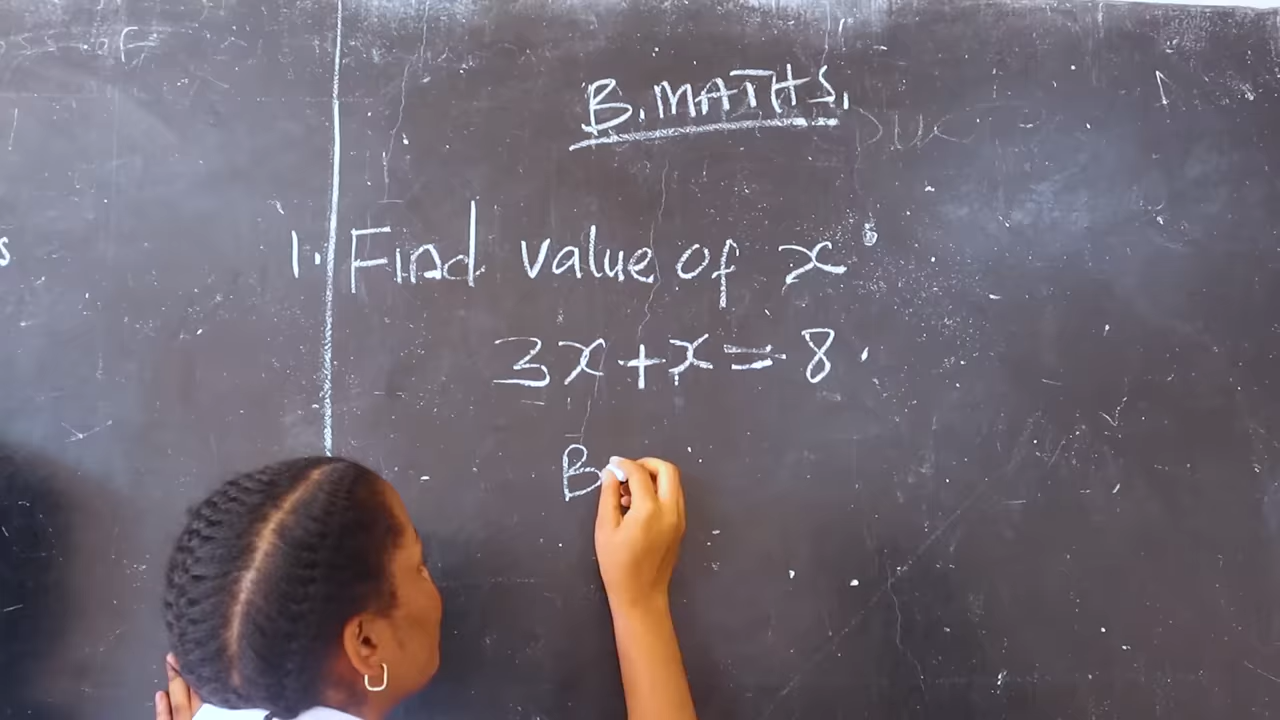 B. MATHS.
1. Find value of x
3x + x = 8.
B